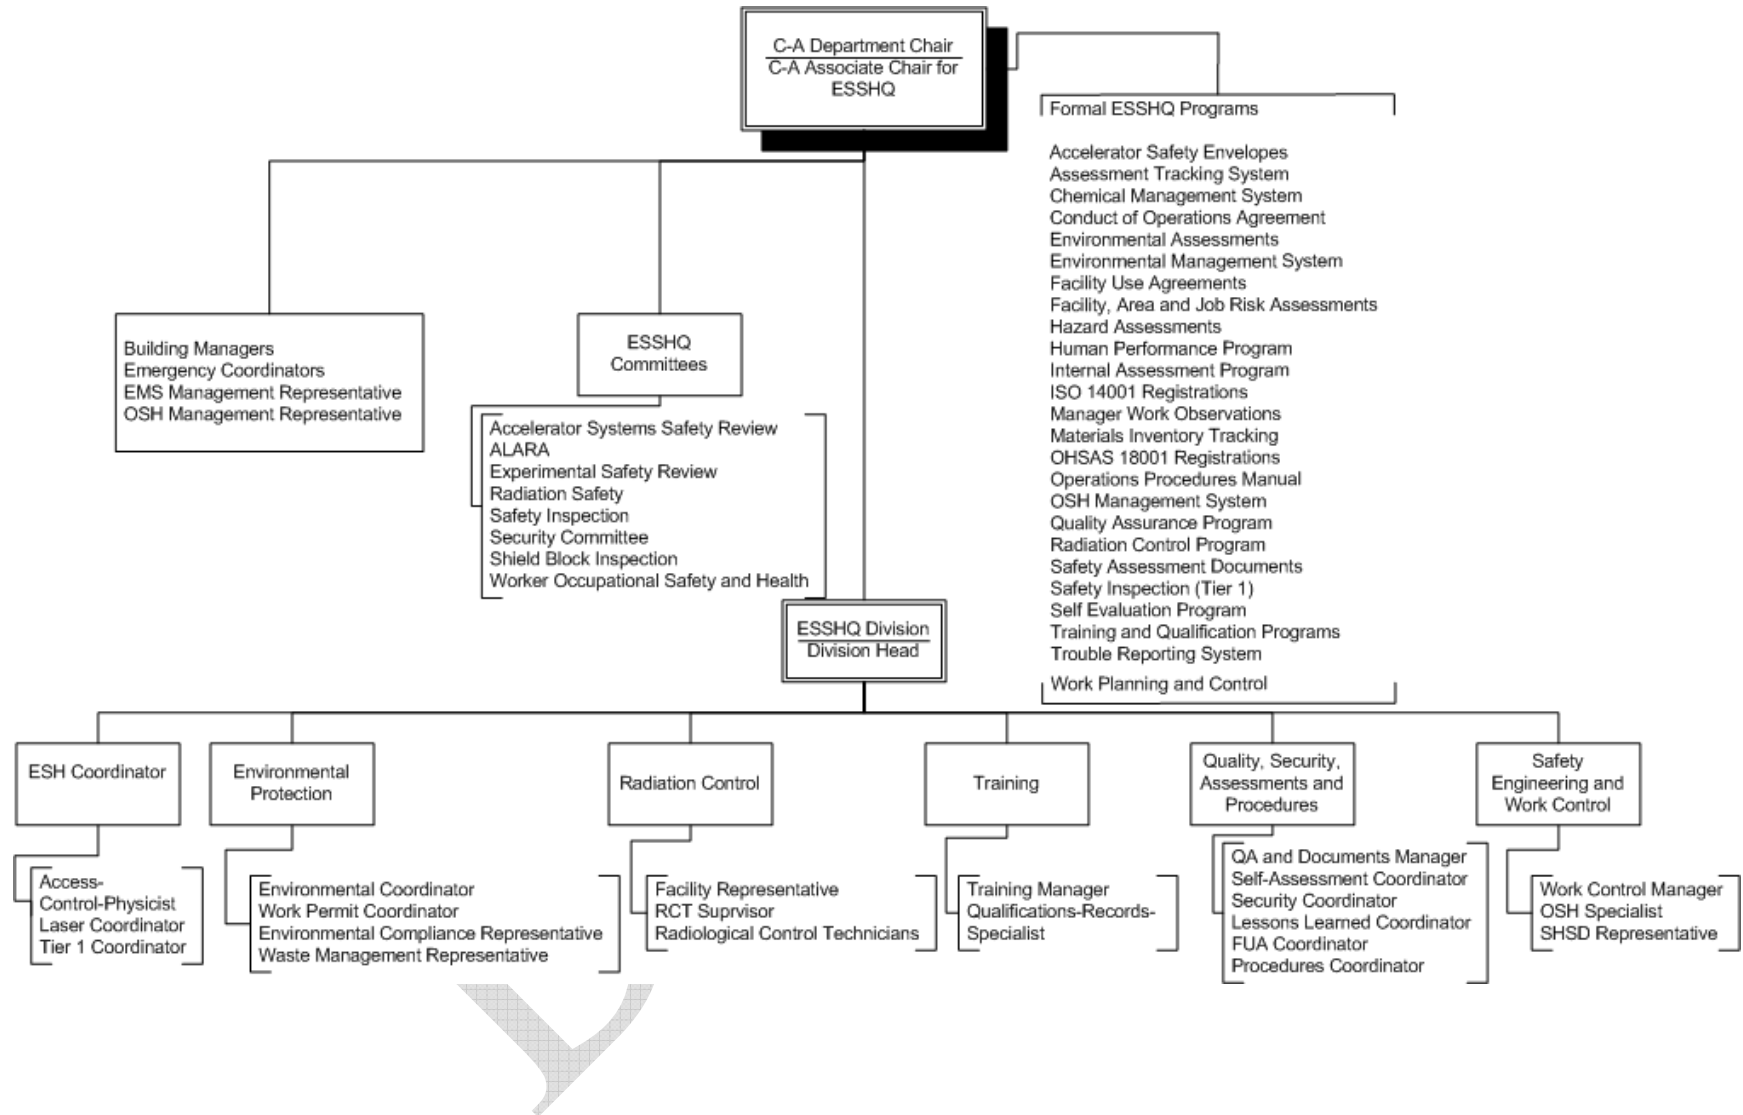 C-A Department Chair
C-A Associate Chair for
ESSHQ
Formal ESSHQ Programs
Accelerator Safety Envelopes
Assessment Tracking System
Chemical Management System
Conduct of Operations Agreement
Environmental Assessments
Environmental Management System
Facility Use Agreements
Facility, Area and Job Risk Assessments
Hazard Assessments
Human Performance Program
Internal Assessment Program
ISO 14001 Registrations
Manager Work Observations
Materials Inventory Tracking
OHSAS 18001 Registrations
Operations Procedures Manual
OSH Management System
Quality Assurance Program
Radiation Control Program
Safety Assessment Documents
Safety Inspection (Tier 1)
Self Evaluation Program
Training and Qualification Programs
Trouble Reporting System
Work Planning and Control
Building Managers
Emergency Coordinators
EMS Management Representative
OSH Management Representative
ESSHQ
Committees
Accelerator Systems Safety Review
ALARA
Experimental Safety Review
Radiation Safety
Safety Inspection
Security Committee
Shield Block Inspection
Worker Occupational Safety and Health
ESSHQ Division
Division Head
ESH Coordinator
Access-
Control-Physicist
Laser Coordinator
Tier 1 Coordinator
Environmental
Protection
Environmental Coordinator
Work Permit Coordinator
Environmental Compliance Representative
Waste Management Representative
Radiation Control
Facility Representative
RCT Suprvisor
Radiological Control Technicians
Training
Training Manager
Qualifications-Records-
Specialist
Quality, Security,
Assessments and
Procedures
QA and Documents Manager
Self-Assessment Coordinator
Security Coordinator
Lessons Learned Coordinator
FUA Coordinator
Procedures Coordinator
Safety
Engineering and
Work Control
Work Control Manager
OSH Specialist
SHSD Representative